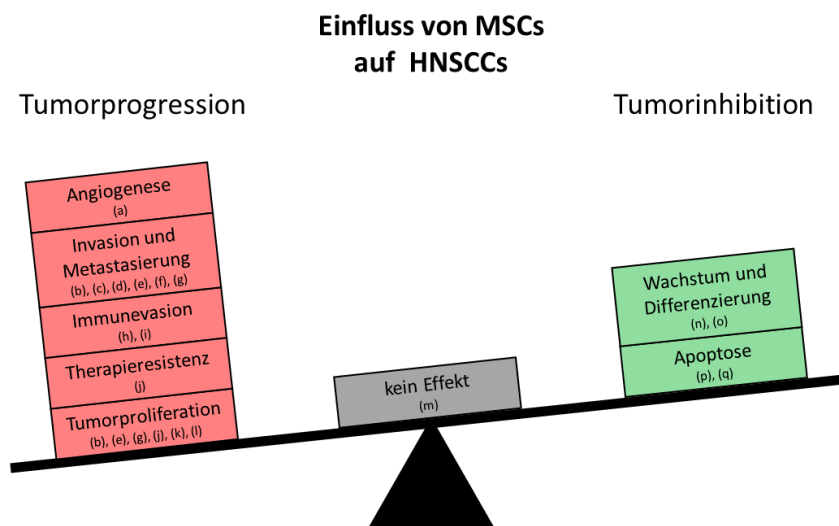 Einfluss von MSCs
auf HNSCCs
Tumorprogression
Tumorinhibition
Angiogenese
(a)
Invasion und
Metastasierung
(b), (c), (d), (e), (f), (g)
Immunevasion
(h), (i)
Therapieresistenz
(j)
Tumorproliferation
(b), (e), (g), (j), (k), (l)
kein Effekt
(m)
Wachstum und
Differenzierung
(n), (o)
Apoptose
(p), (q)